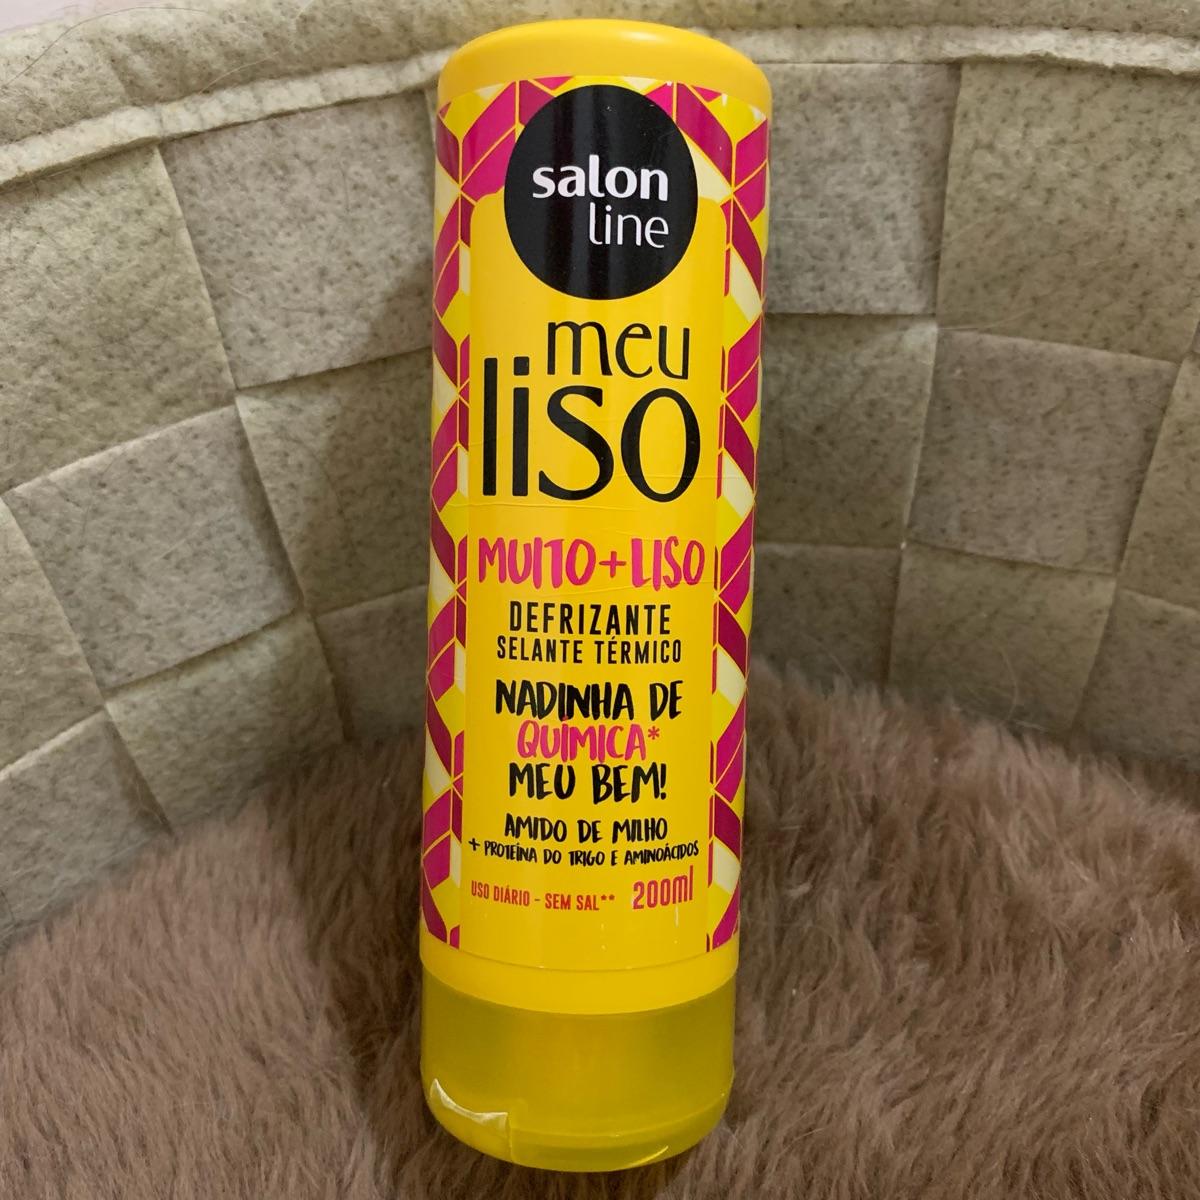 salon
line
meu
liso
MUITO+LISO
DEFRIZANTE
SELANTE TÉRMICO
NADINHA DE
QUÍMICA*
MEU BEM!
AMIDO DE MILHO
+ PROTEÍNA DO TRIGO E AMINOÁCIDOS
USO DIÁRIO - SEM SAL** 200ml